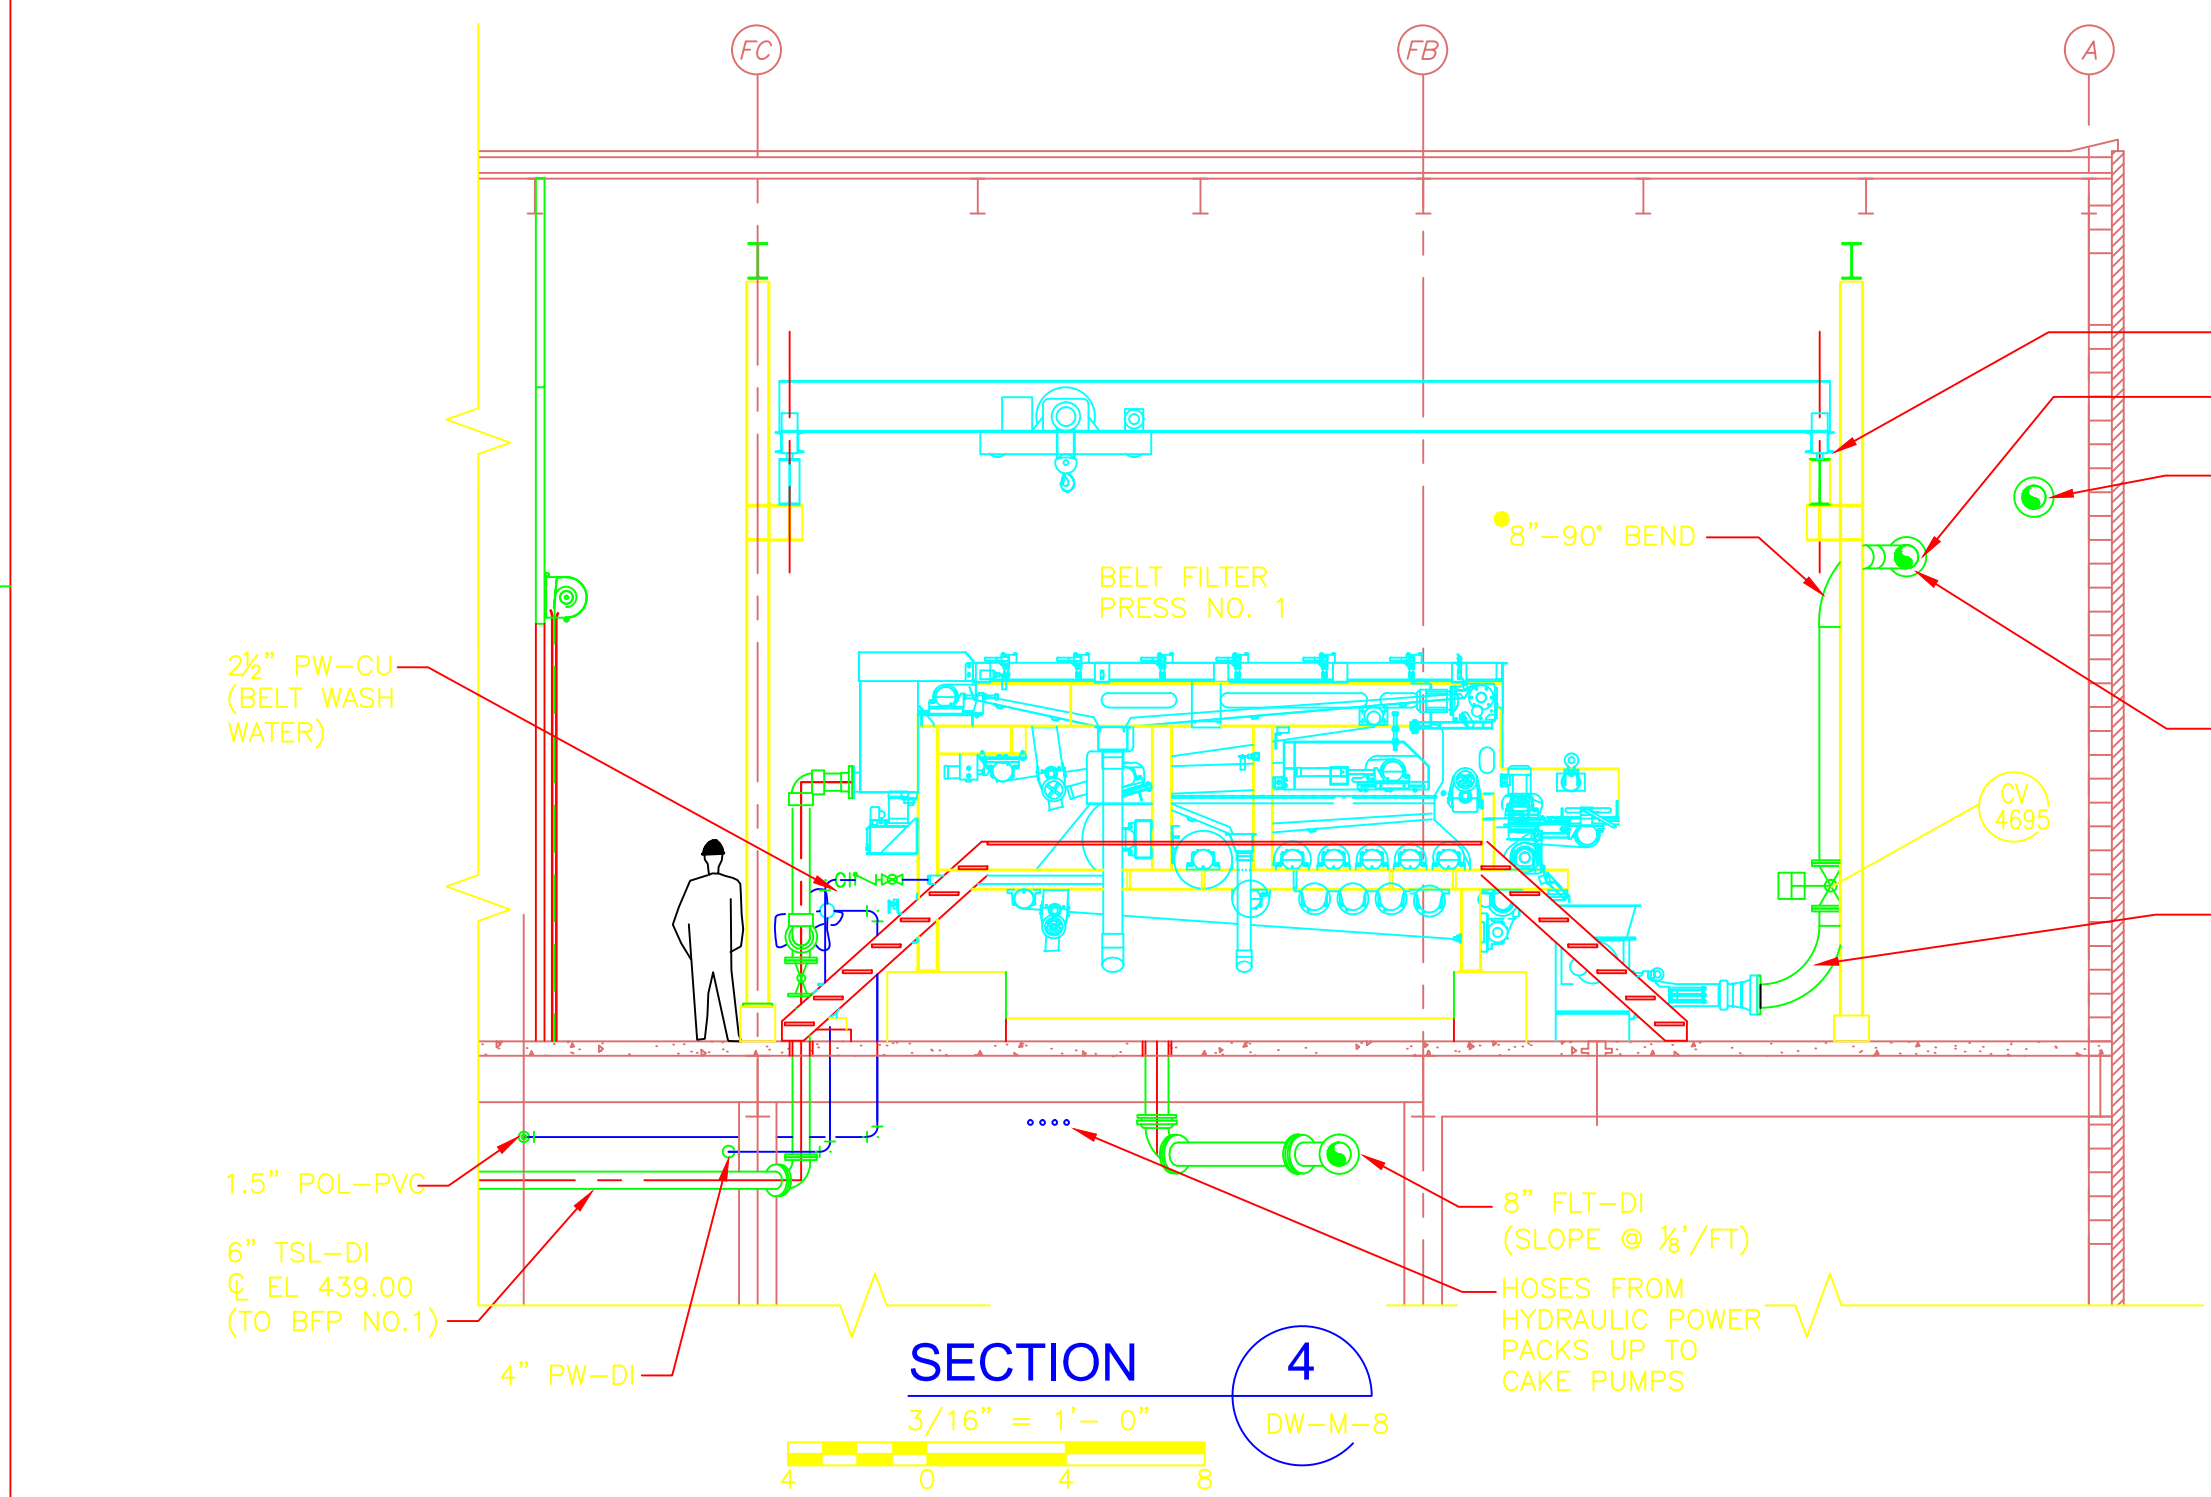 FC
FB
A
8"-90° BEND
BELT FILTER
PRESS NO. 1
2½" PW-CU
(BELT WASH
WATER)
CV
4695
1.5" POL-PVC
6" TSL-DI
℄ EL 439.00
(TO BFP NO.1)
4" PW-DI
8" FLT-DI
(SLOPE @ ⅛'/FT)
HOSES FROM
HYDRAULIC POWER
PACKS UP TO
CAKE PUMPS
SECTION
4
3/16" = 1'- 0"
DW-M-8
4 0 4 8